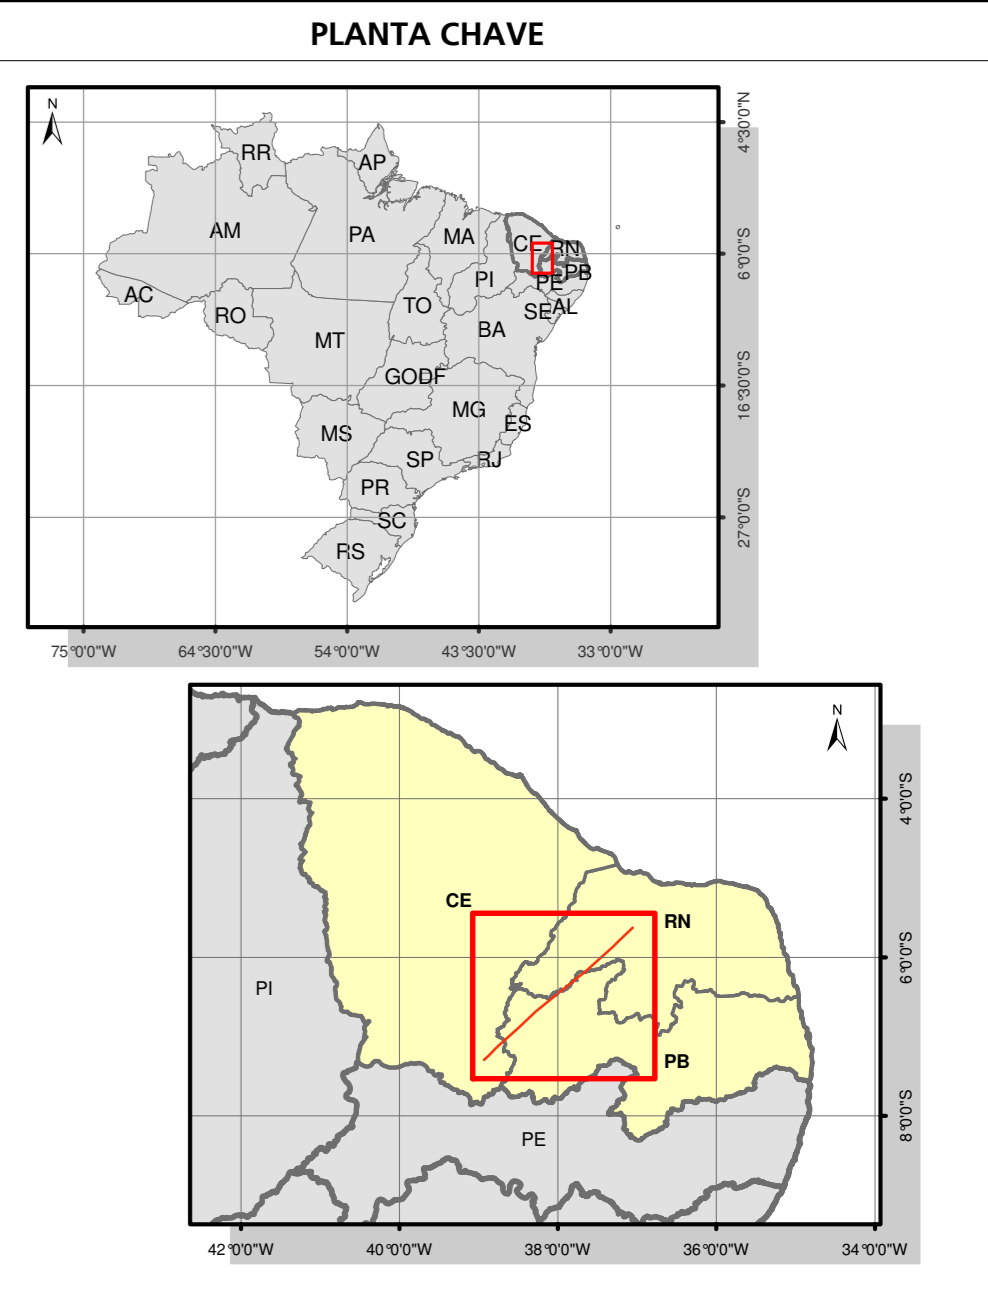 PLANTA CHAVE
N
4°30'0"N
RR
AP
AM
PA
MA
CE
RN
6°0'0"S
PI
PB
PE
AC
TO
SE
AL
RO
BA
MT
GO
DF
16°30'0"S
MG
ES
MS
SP
RJ
PR
SC
27°0'0"S
RS
75°0'0"W
64°30'0"W
54°0'0"W
43°30'0"W
33°0'0"W
N
4°0'0"S
CE
RN
6°0'0"S
PI
PB
8°0'0"S
PE
42°0'0"W
40°0'0"W
38°0'0"W
36°0'0"W
34°0'0"W